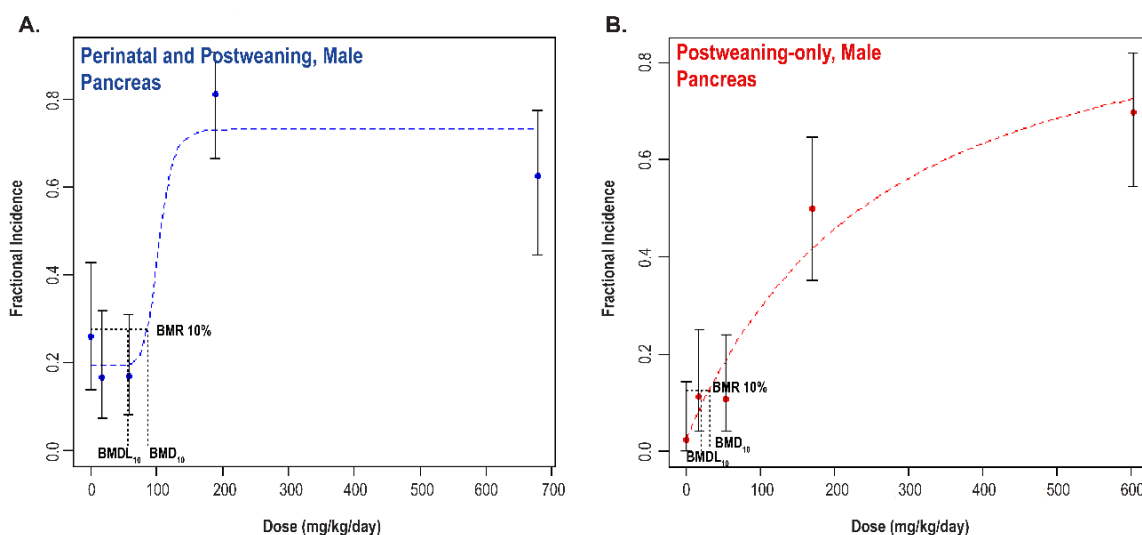 A.
Perinatal and Postweaning, Male
Pancreas
Fractional Incidence
0.8
0.6
0.4
0.2
0.0
BMR 10%
BMDL10
BMD10
0
100
200
300
400
500
600
700
Dose (mg/kg/day)
B.
Postweaning-only, Male
Pancreas
Fractional Incidence
0.8
0.6
0.4
0.2
0.0
BMR 10%
BMD10
BMDL10
0
100
200
300
400
500
600
Dose (mg/kg/day)